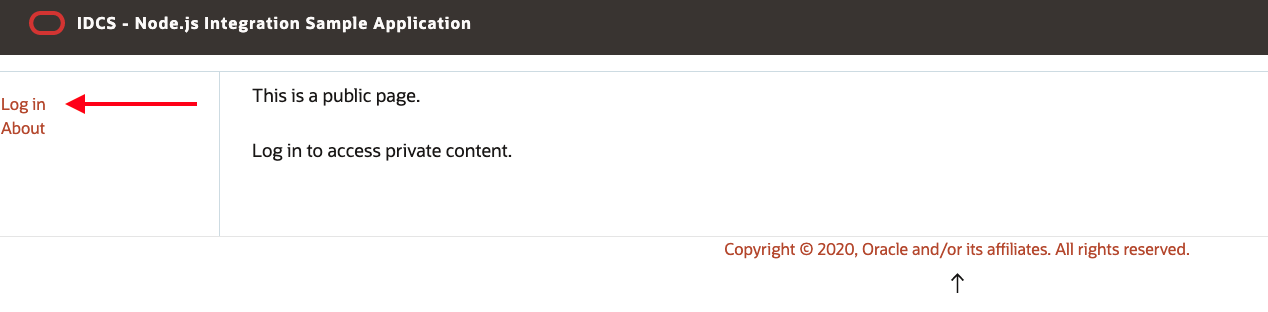 IDCS - Node.js Integration Sample Application
Log in
About
This is a public page.
Log in to access private content.
Copyright © 2020, Oracle and/or its affiliates. All rights reserved.